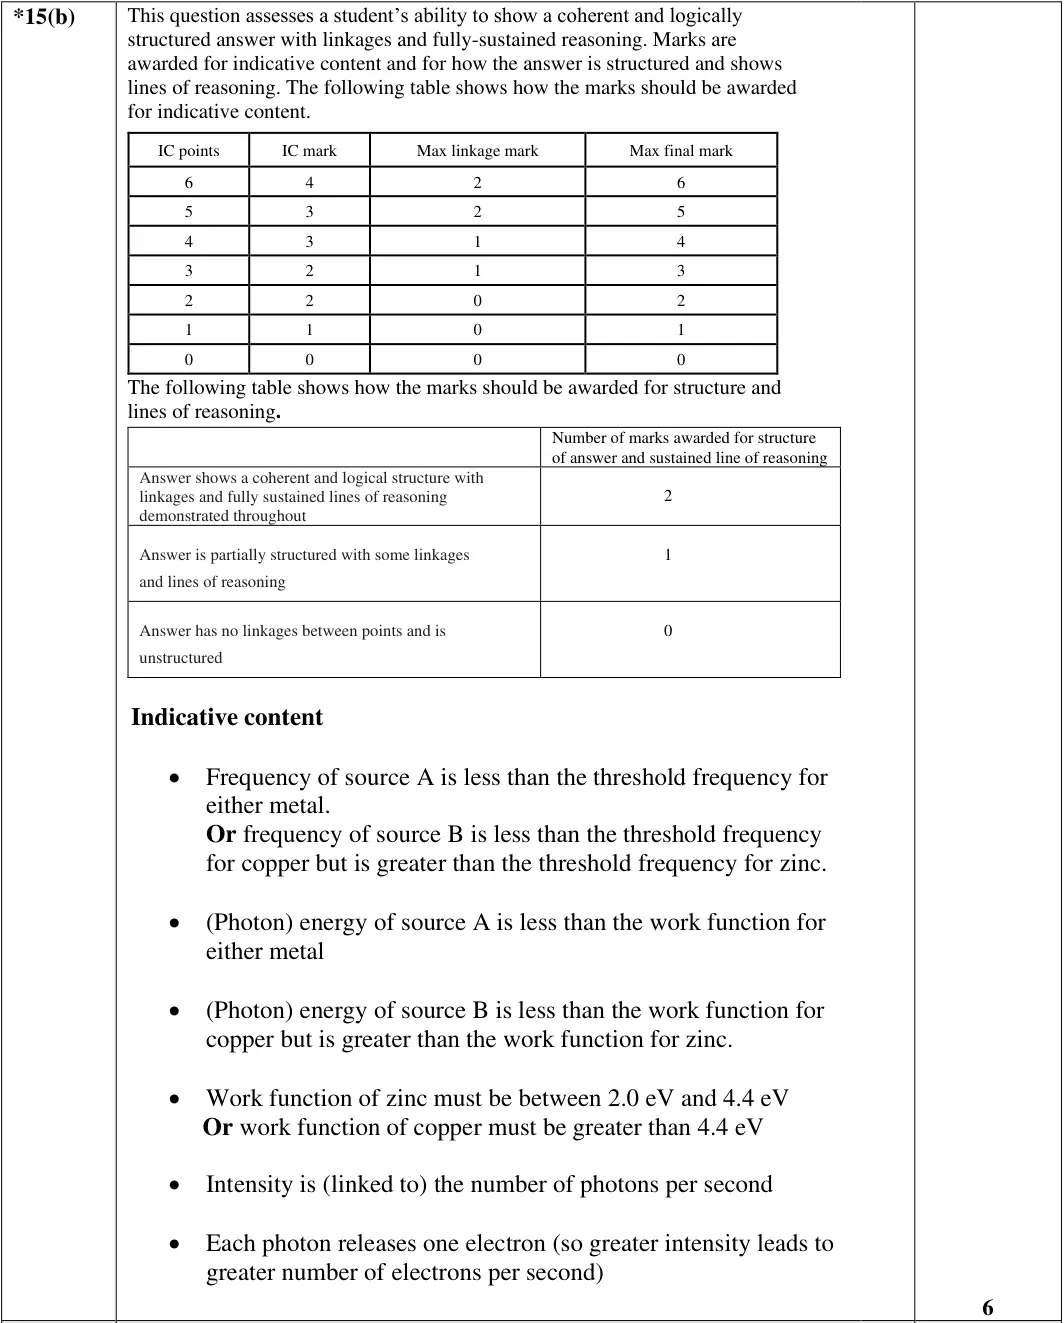 *15(b)
This question assesses a student’s ability to show a coherent and logically
structured answer with linkages and fully-sustained reasoning. Marks are
awarded for indicative content and for how the answer is structured and shows
lines of reasoning. The following table shows how the marks should be awarded
for indicative content.
IC points IC mark Max linkage mark Max final mark
6 4 2 6
5 3 2 5
4 3 1 4
3 2 1 3
2 2 0 2
1 1 0 1
0 0 0 0
The following table shows how the marks should be awarded for structure and
lines of reasoning.
Number of marks awarded for structure
of answer and sustained line of reasoning
Answer shows a coherent and logical structure with
linkages and fully sustained lines of reasoning
demonstrated throughout
2
Answer is partially structured with some linkages
and lines of reasoning
1
Answer has no linkages between points and is
unstructured
0
Indicative content
• Frequency of source A is less than the threshold frequency for
either metal.
Or frequency of source B is less than the threshold frequency
for copper but is greater than the threshold frequency for zinc.
• (Photon) energy of source A is less than the work function for
either metal
• (Photon) energy of source B is less than the work function for
copper but is greater than the work function for zinc.
• Work function of zinc must be between 2.0 eV and 4.4 eV
Or work function of copper must be greater than 4.4 eV
• Intensity is (linked to) the number of photons per second
• Each photon releases one electron (so greater intensity leads to
greater number of electrons per second)
6